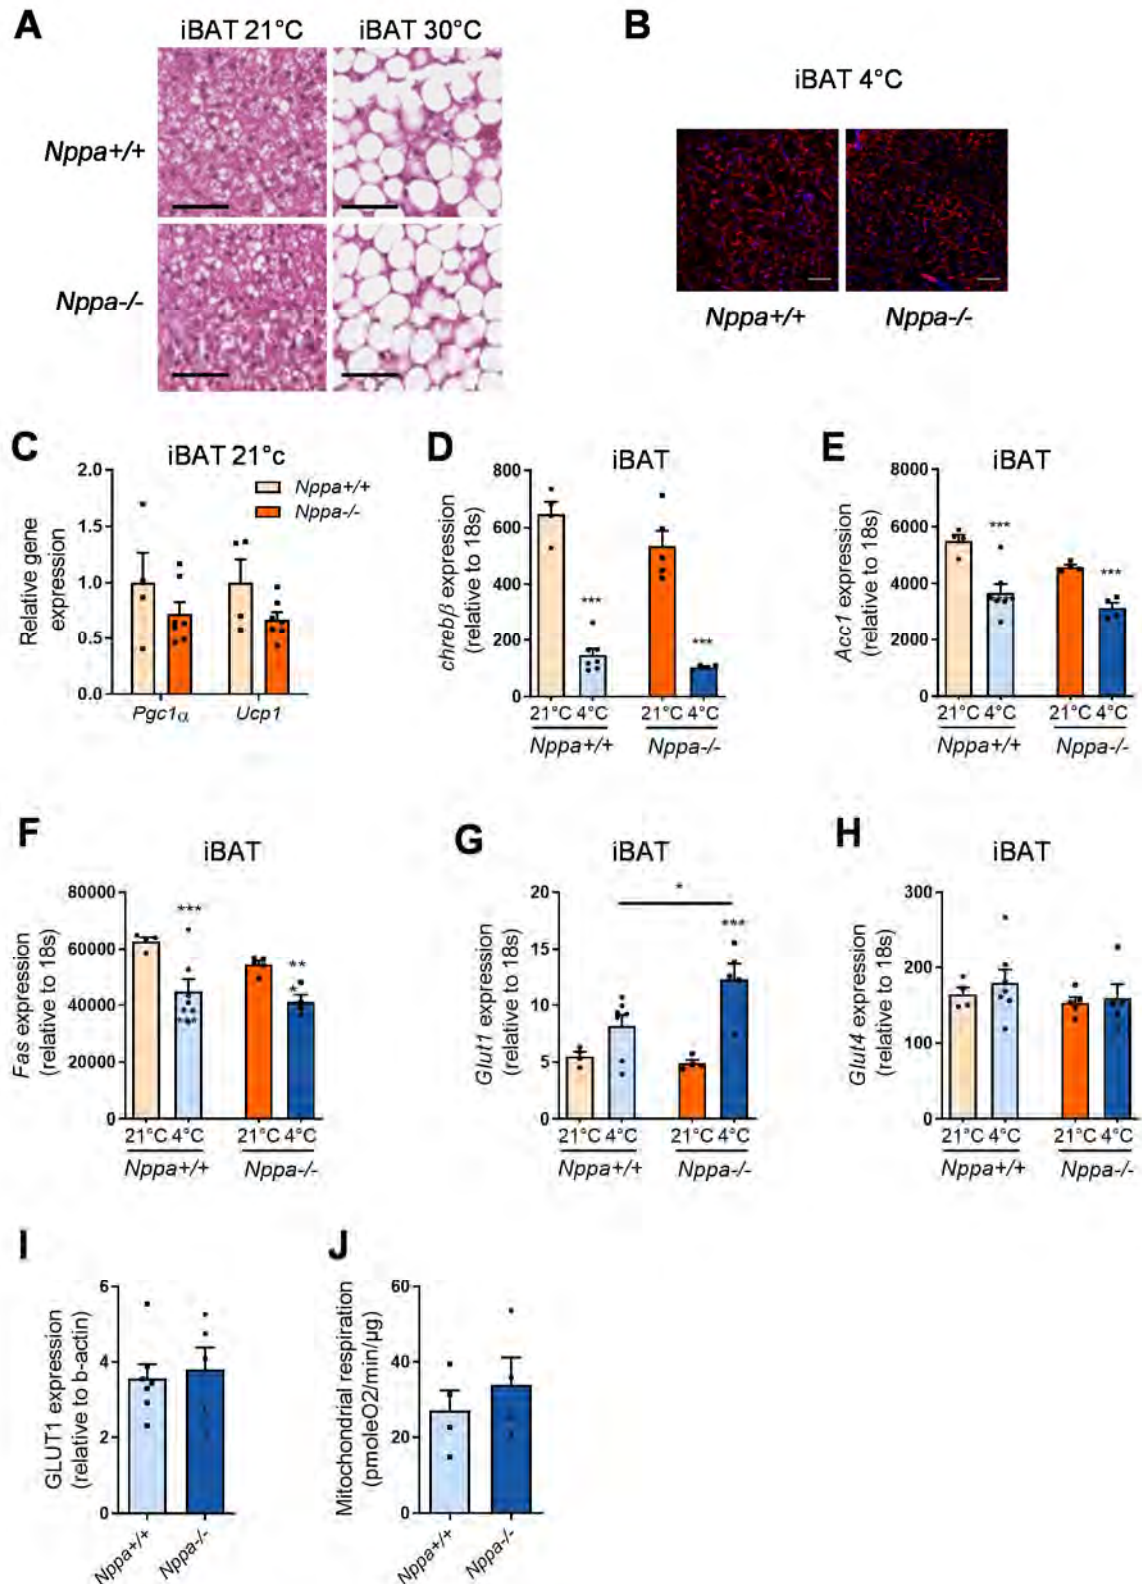 A
iBAT 21°C
iBAT 30°C
Nppa+/+
Nppa-/-
B
iBAT 4°C
Nppa+/+
Nppa-/-
C
iBAT 21°c
Relative gene
expression
2.0
1.5
1.0
0.5
0.0
Nppa+/+
Nppa-/-
Pgc1α
Ucp1
D
iBAT
chrebβ expression
(relative to 18s)
800
600
400
200
0
***
***
21°C 4°C
21°C 4°C
Nppa+/+
Nppa-/-
E
iBAT
Acc1 expression
(relative to 18s)
8000
6000
4000
2000
0
***
***
21°C 4°C
21°C 4°C
Nppa+/+
Nppa-/-
F
iBAT
Fas expression
(relative to 18s)
80000
60000
40000
20000
0
***
**
*
21°C 4°C
21°C 4°C
Nppa+/+
Nppa-/-
G
iBAT
Glut1 expression
(relative to 18s)
20
15
10
5
0
*
***
21°C 4°C
21°C 4°C
Nppa+/+
Nppa-/-
H
iBAT
Glut4 expression
(relative to 18s)
300
200
100
0
21°C 4°C
21°C 4°C
Nppa+/+
Nppa-/-
I
GLUT1 expression
(relative to b-actin)
6
4
2
0
Nppa+/+
Nppa-/-
J
Mitochondrial respiration
(pmoleO2/min/µg)
60
40
20
0
Nppa+/+
Nppa-/-